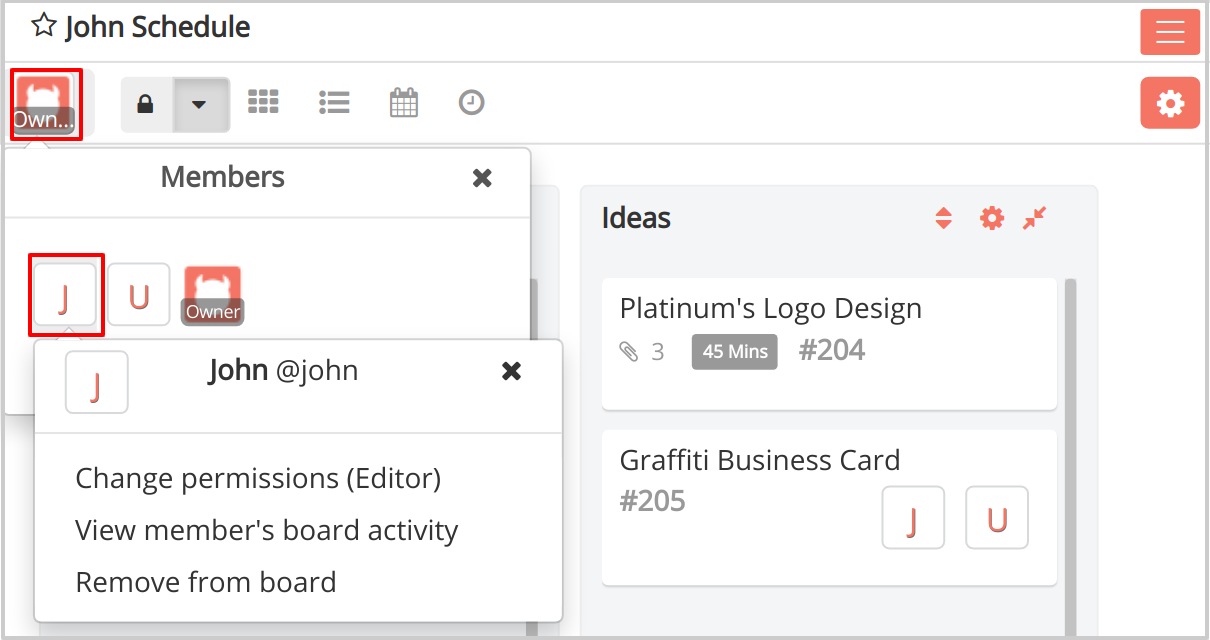 John Schedule
Own...
Members
J U Owner
J John @john
Change permissions (Editor)
View member's board activity
Remove from board
Ideas
Platinum's Logo Design
3 45 Mins #204
Graffiti Business Card
#205
J U